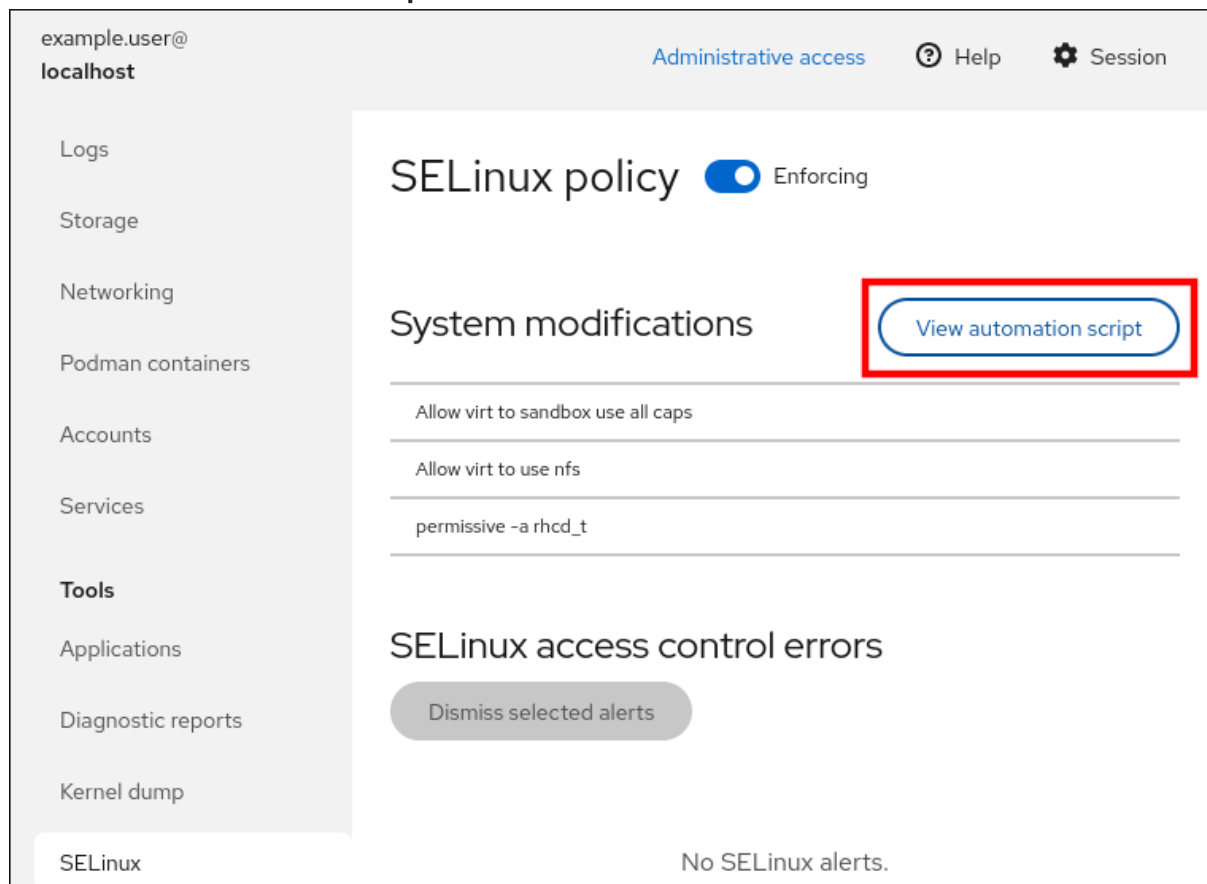 example.user@
localhost
Administrative access
Help
Session
Logs
Storage
Networking
Podman containers
Accounts
Services
Tools
Applications
Diagnostic reports
Kernel dump
SELinux
SELinux policy
Enforcing
System modifications
View automation script
Allow virt to sandbox use all caps
Allow virt to use nfs
permissive -a rhcd_t
SELinux access control errors
Dismiss selected alerts
No SELinux alerts.